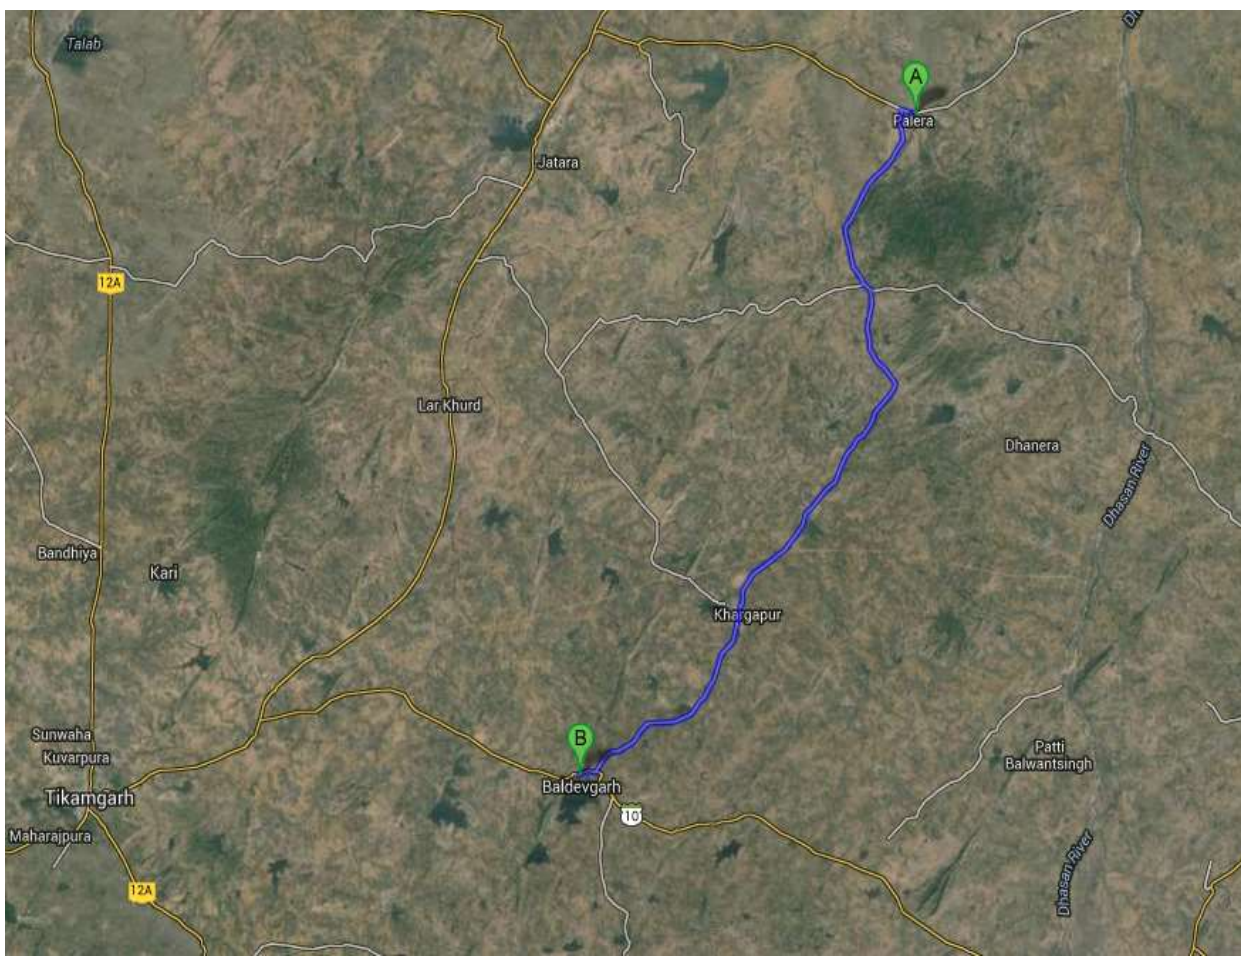 Talab
Dh
A
Palera
Jatara
12A
Lar Khurd
Dhanera
Dhasan River
Bandhiya
Kari
Khargapur
Sunwaha
Kuvarpura
B
Patti
Balwantsingh
Baldevgarh
Tikamgarh
10
Maharajpura
12A
Dhasan River